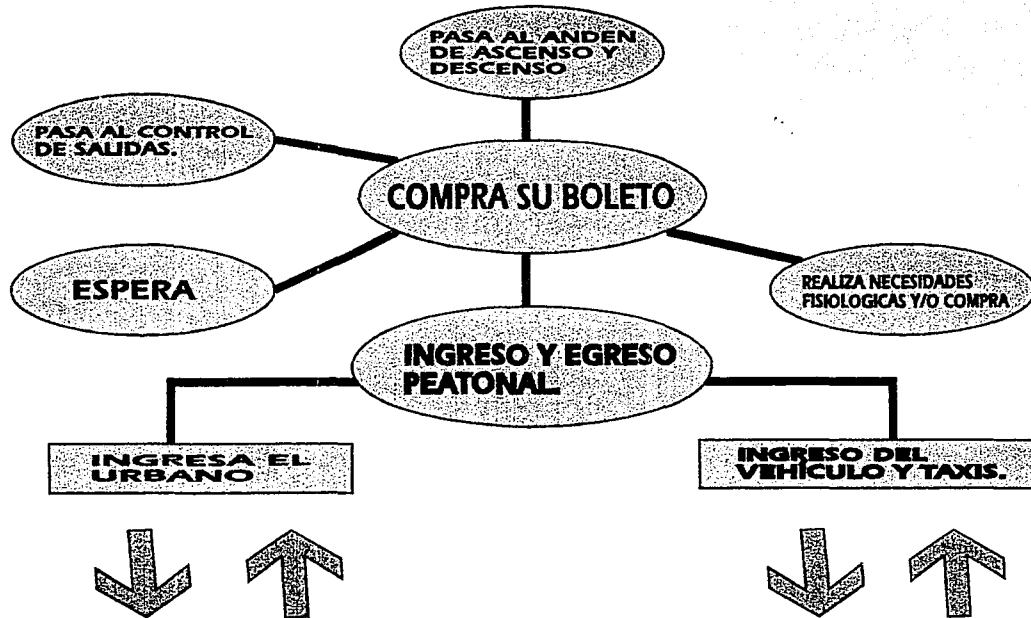 PASA AL ANDEN
DE ASCENSO Y
DESCENSO
PASA AL CONTROL
DE SALIDAS.
COMPRA SU BOLETO
ESPERA
REALIZA NECESIDADES
FISIOLOGICAS Y/O COMPRA
INGRESO Y EGRESO
PEATONAL.
INGRESA EL
URBANO
INGRESO DEL
VEHÍCULO Y TAXIS.